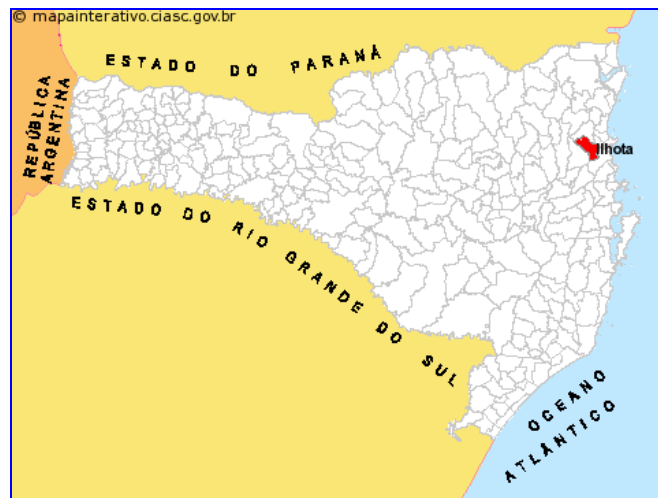 © mapainterativo.ciasc.gov.br
ESTADO DO PARANÁ
REPÚBLICA
ARGENTINA
Ilhota
ESTADO DO RIO GRANDE DO SUL
OCEANO
ATLÂNTICO